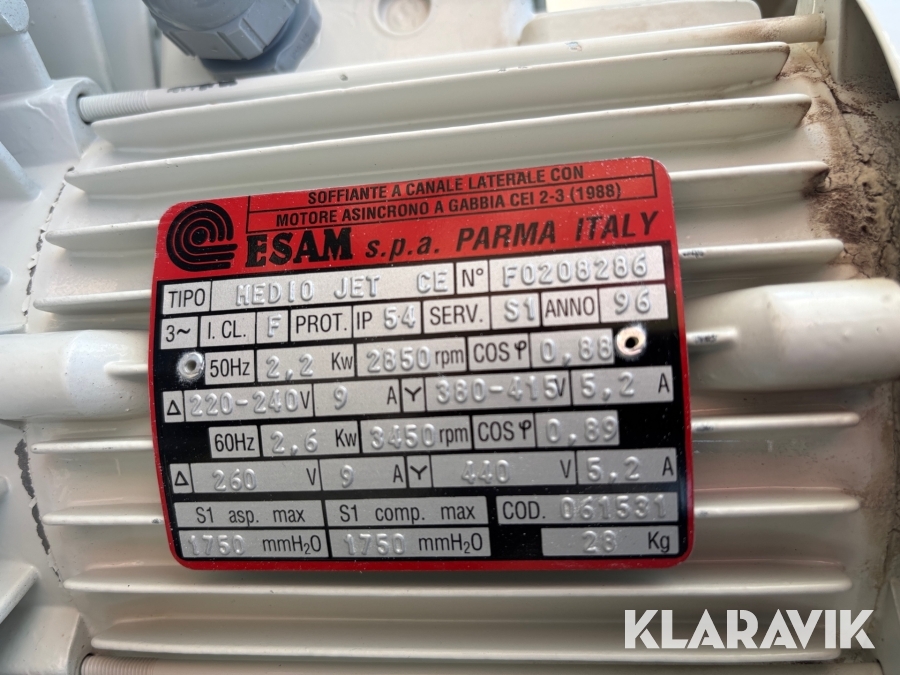 SOFFIANTE A CANALE LATERALE CON
MOTORE ASINCRONO A GABBIA CEI 2-3 (1988)
ESAM s.p.a. PARMA ITALY
TIPO MEDIO JET CE N° F0208286
3~ I. CL. F PROT. IP 54 SERV. S1 ANNO 96
50Hz 2,2 Kw 2850 rpm COS φ 0,88
Δ 220-240V 9 A Y 380-415V 5,2 A
60Hz 2,6 Kw 3450 rpm COS φ 0,89
Δ 260 V 9 A Y 440 V 5,2 A
S1 asp. max S1 comp. max COD. 061531
1750 mmH₂O 1750 mmH₂O 23 Kg
KLARAVIK